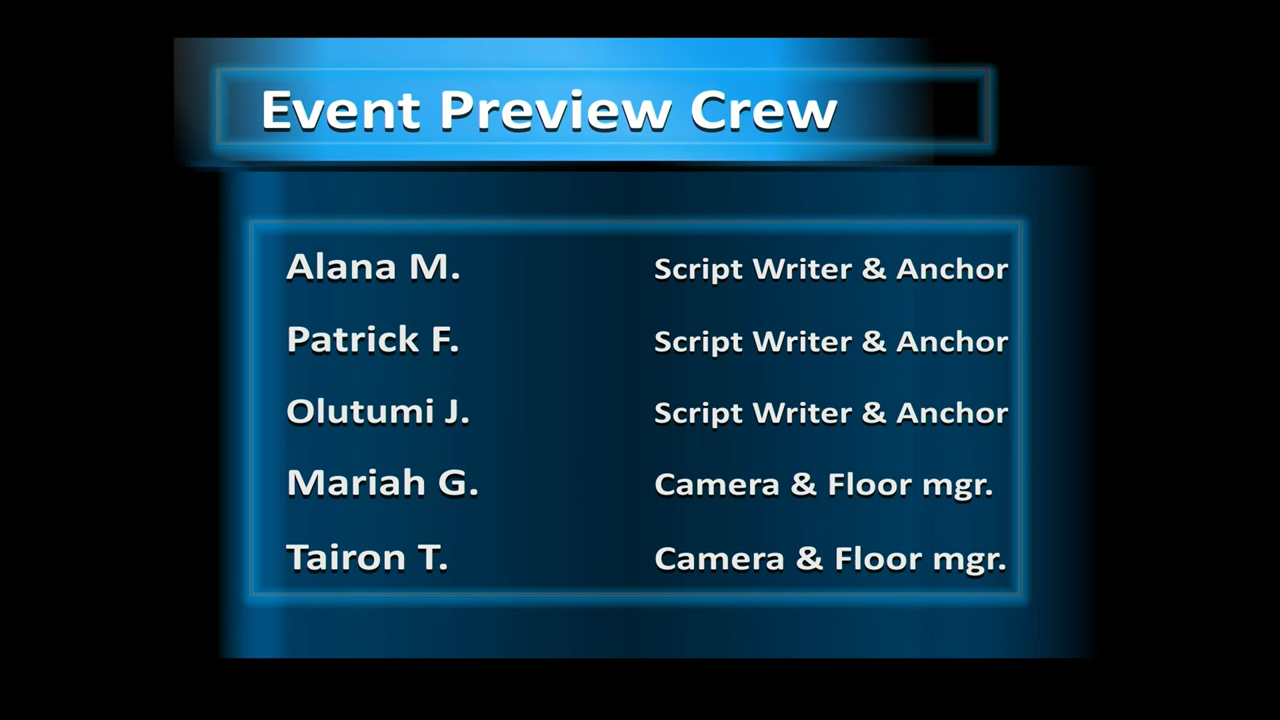 Event Preview Crew
Alana M. Script Writer & Anchor
Patrick F. Script Writer & Anchor
Olutumi J. Script Writer & Anchor
Mariah G. Camera & Floor mgr.
Tairon T. Camera & Floor mgr.